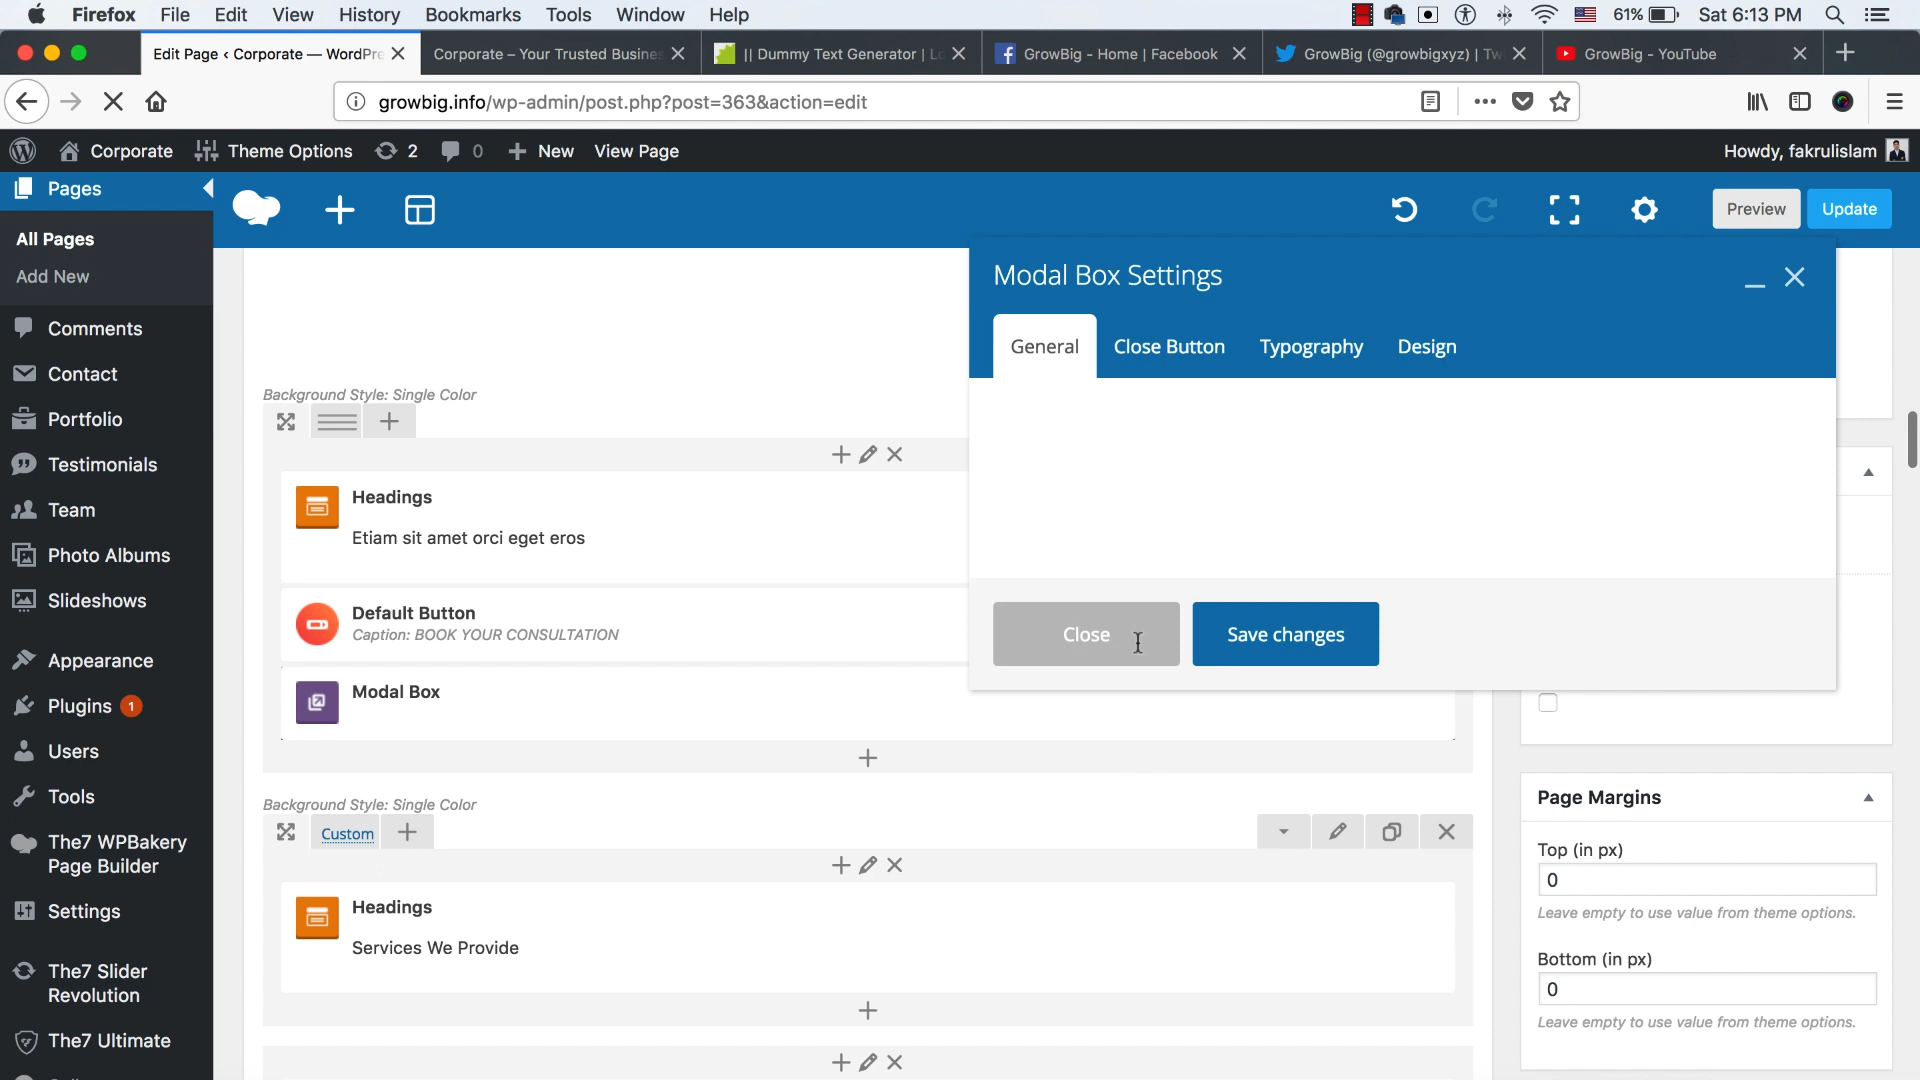 Firefox File Edit View History Bookmarks Tools Window Help 61% Sat 6:13 PM
Edit Page ‹ Corporate — WordPre
Corporate – Your Trusted Busine
|| Dummy Text Generator | Lo
GrowBig - Home | Facebook
GrowBig (@growbigxyz) | Tw
GrowBig - YouTube
growbig.info/wp-admin/post.php?post=363&action=edit
Corporate Theme Options 2 0 New View Page Howdy, fakrulislam
Pages
All Pages
Add New
Comments
Contact
Portfolio
Testimonials
Team
Photo Albums
Slideshows
Appearance
Plugins 1
Users
Tools
The7 WPBakery
Page Builder
Settings
The7 Slider
Revolution
The7 Ultimate
Preview Update
Background Style: Single Color
Headings
Etiam sit amet orci eget eros
Default Button
Caption: BOOK YOUR CONSULTATION
Modal Box
Background Style: Single Color
Custom
Headings
Services We Provide
Modal Box Settings
General Close Button Typography Design
Close Save changes
Page Margins
Top (in px)
0
Leave empty to use value from theme options.
Bottom (in px)
0
Leave empty to use value from theme options.